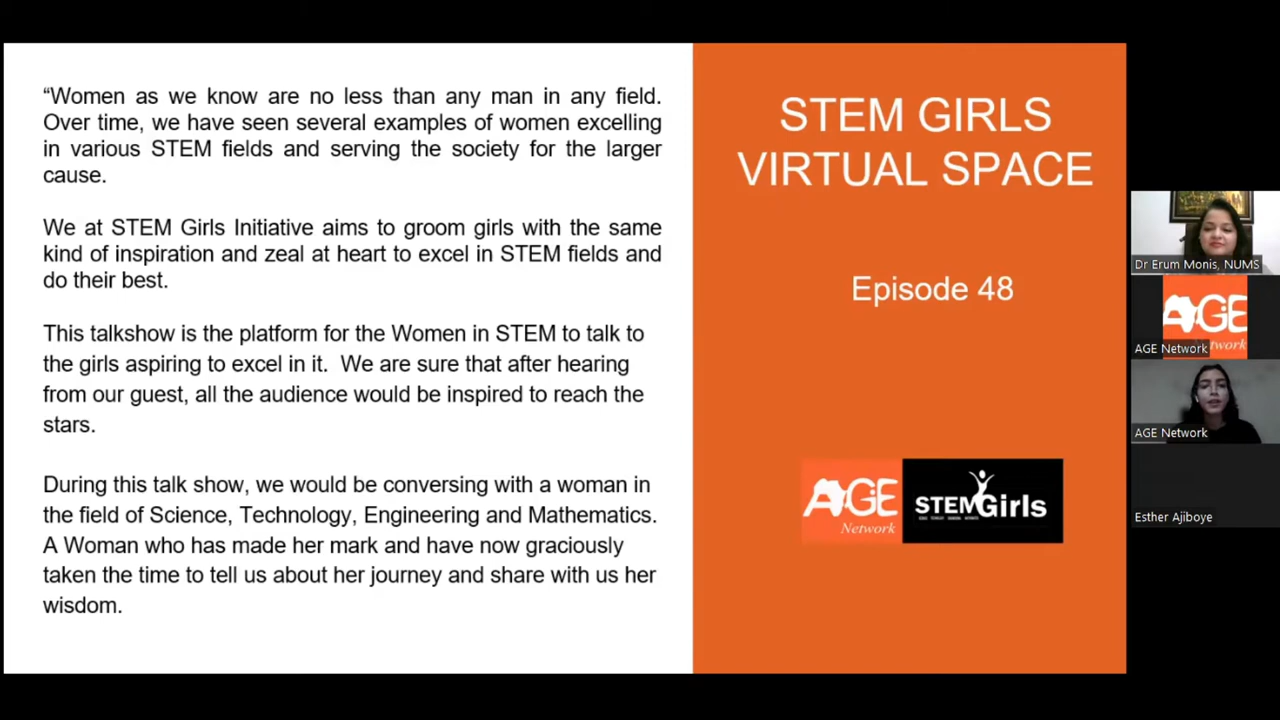 “Women as we know are no less than any man in any field.
Over time, we have seen several examples of women excelling
in various STEM fields and serving the society for the larger
cause.
We at STEM Girls Initiative aims to groom girls with the same
kind of inspiration and zeal at heart to excel in STEM fields and
do their best.
This talkshow is the platform for the Women in STEM to talk to
the girls aspiring to excel in it. We are sure that after hearing
from our guest, all the audience would be inspired to reach the
stars.
During this talk show, we would be conversing with a woman in
the field of Science, Technology, Engineering and Mathematics.
A Woman who has made her mark and have now graciously
taken the time to tell us about her journey and share with us her
wisdom.
STEM GIRLS
VIRTUAL SPACE
Episode 48
AGE
Network
STEMGirls
Dr Erum Monis, NUMS
AGE
twork
AGE Network
AGE Network
Esther Ajiboye